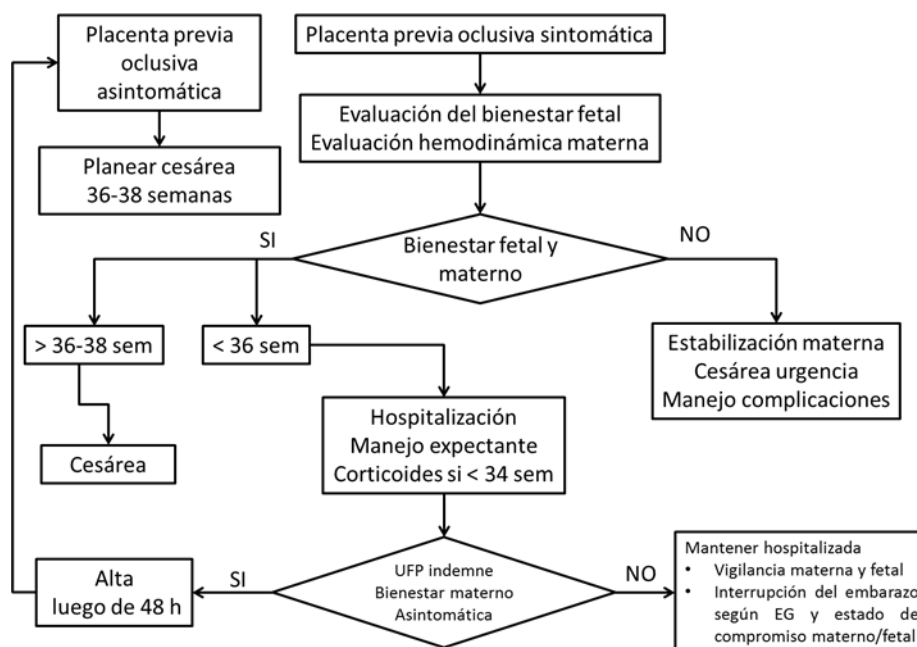 Placenta previa
oclusiva
asintomática
Placenta previa oclusiva sintomática
Evaluación del bienestar fetal
Evaluación hemodinámica materna
Planear cesárea
36-38 semanas
SI
Bienestar fetal y
materno
NO
> 36-38 sem
< 36 sem
Estabilización materna
Cesárea urgencia
Manejo complicaciones
Hospitalización
Manejo expectante
Corticoides si < 34 sem
Cesárea
Alta
luego de 48 h
SI
UFP indemne
Bienestar materno
Asintomática
NO
Mantener hospitalizada
• Vigilancia materna y fetal
• Interrupción del embarazo
según EG y estado de
compromiso materno/fetal